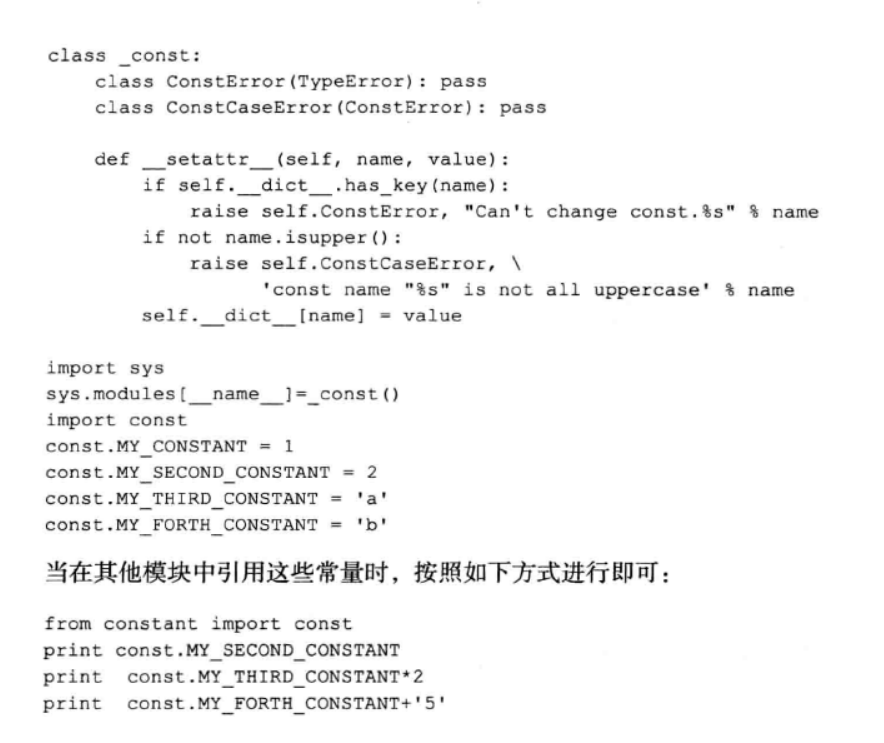 class _const:
    class ConstError(TypeError): pass
    class ConstCaseError(ConstError): pass

    def __setattr__(self, name, value):
        if self.__dict__.has_key(name):
            raise self.ConstError, "Can't change const.%s" % name
        if not name.isupper():
            raise self.ConstCaseError, \
                  'const name "%s" is not all uppercase' % name
        self.__dict__[name] = value

import sys
sys.modules[__name__]=_const()
import const
const.MY_CONSTANT = 1
const.MY_SECOND_CONSTANT = 2
const.MY_THIRD_CONSTANT = 'a'
const.MY_FORTH_CONSTANT = 'b'

当在其他模块中引用这些常量时，按照如下方式进行即可：

from constant import const
print const.MY_SECOND_CONSTANT
print  const.MY_THIRD_CONSTANT*2
print  const.MY_FORTH_CONSTANT+'5'